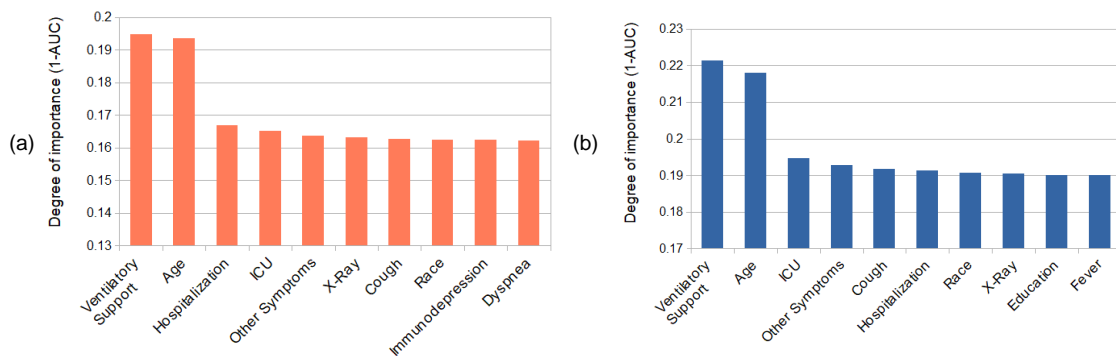 (a)
Degree of importance (1-AUC)
0.2
0.19
0.18
0.17
0.16
0.15
0.14
0.13
Ventilatory
Support
Age
Hospitalization
ICU
Other Symptoms
X-Ray
Cough
Race
Immunodepression
Dyspnea
(b)
Degree of importance (1-AUC)
0.23
0.22
0.21
0.2
0.19
0.18
0.17
Ventilatory
Support
Age
ICU
Other Symptoms
Cough
Hospitalization
Race
X-Ray
Education
Fever